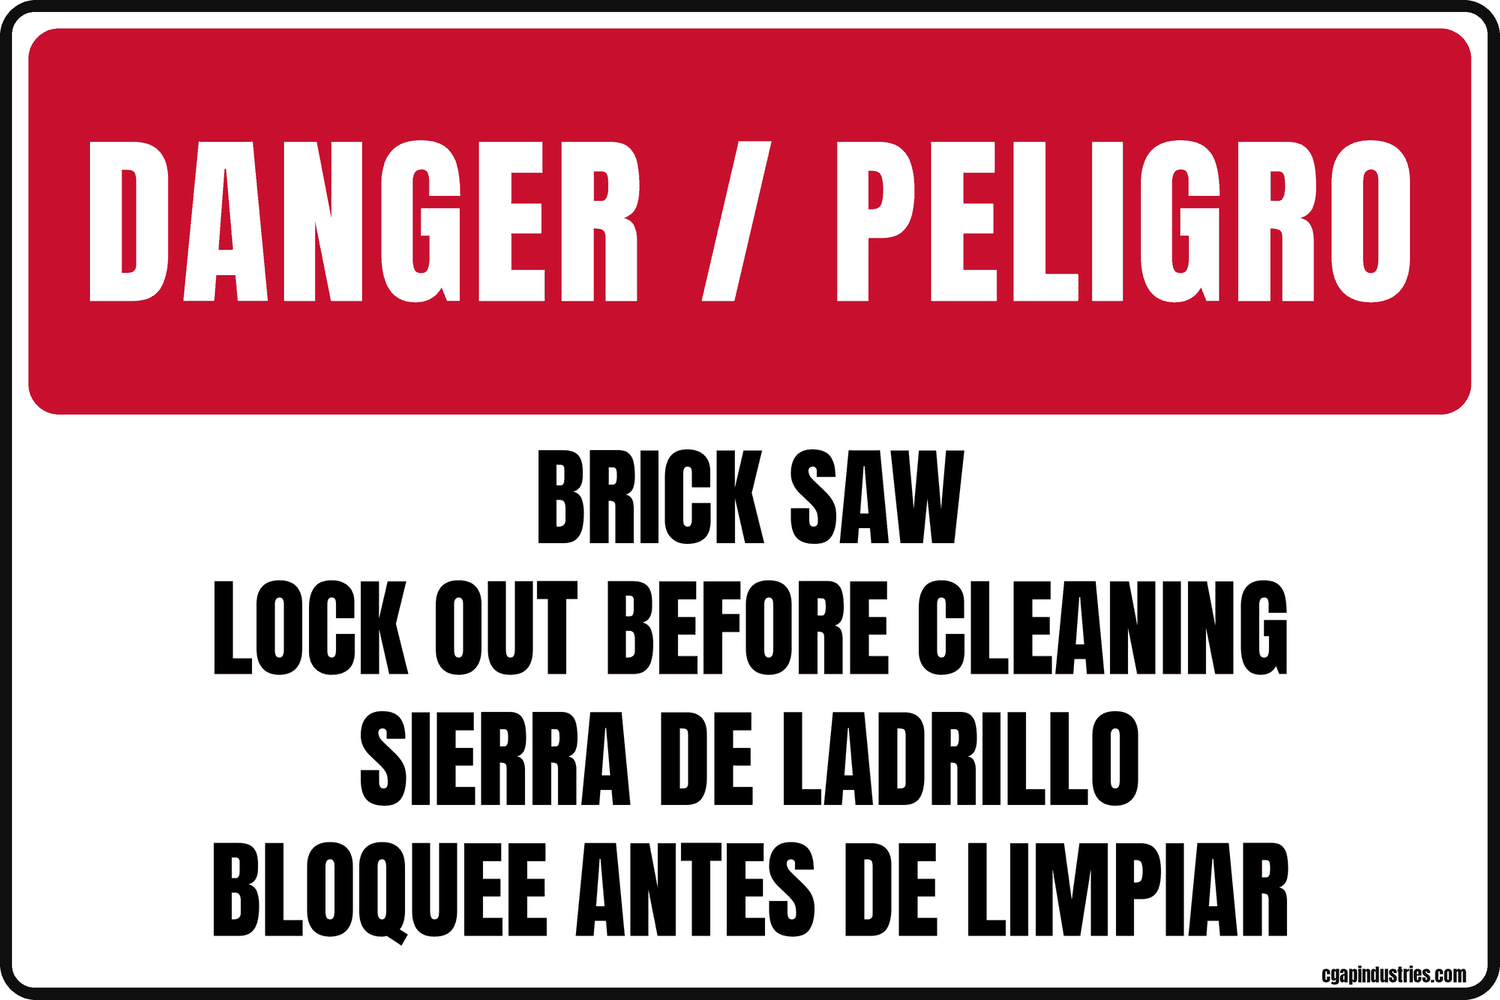 DANGER / PELIGRO
BRICK SAW
LOCK OUT BEFORE CLEANING
SIERRA DE LADRILLO
BLOQUEE ANTES DE LIMPIAR
cgapindustries.com